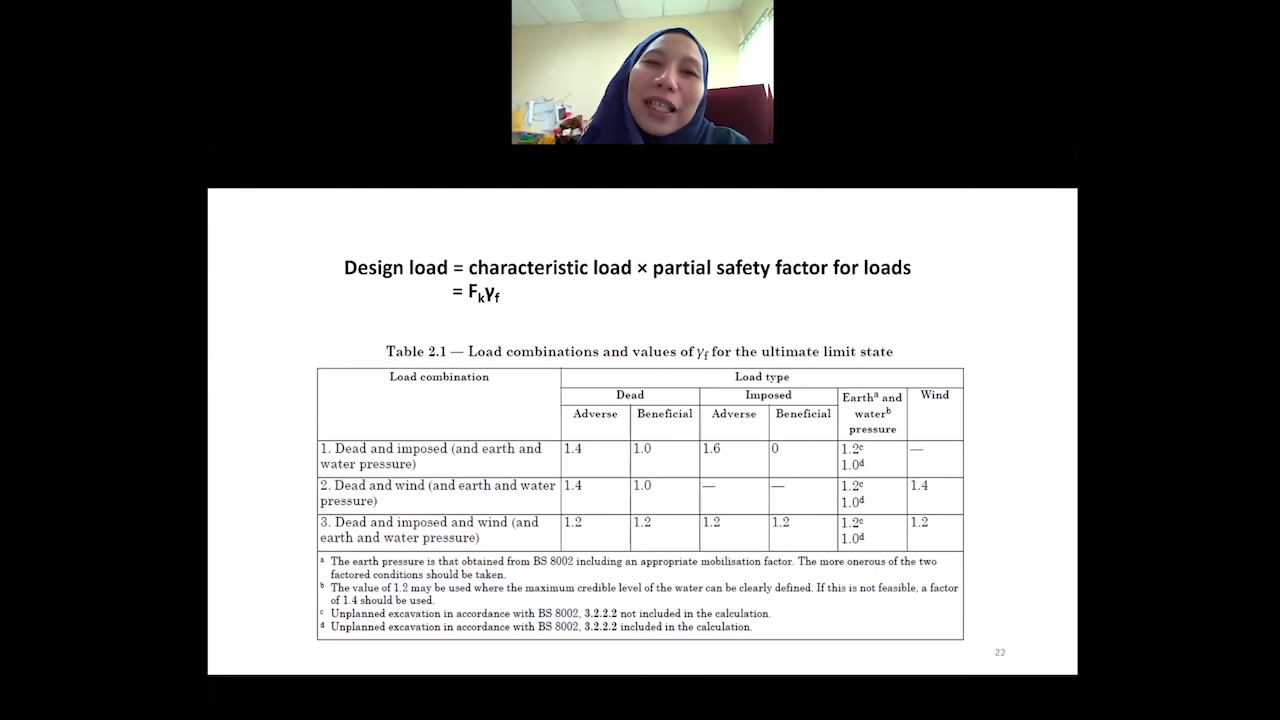 Design load = characteristic load × partial safety factor for loads
= Fkγf
Table 2.1 — Load combinations and values of γf for the ultimate limit state
Load combination
Load type
Dead
Imposed
Earthᵃ and
waterᵇ
pressure
Wind
Adverse
Beneficial
Adverse
Beneficial
1. Dead and imposed (and earth and
water pressure)
1.4
1.0
1.6
0
1.2ᶜ
1.0ᵈ
—
2. Dead and wind (and earth and water
pressure)
1.4
1.0
—
—
1.2ᶜ
1.0ᵈ
1.4
3. Dead and imposed and wind (and
earth and water pressure)
1.2
1.2
1.2
1.2
1.2ᶜ
1.0ᵈ
1.2
ᵃ The earth pressure is that obtained from BS 8002 including an appropriate mobilisation factor. The more onerous of the two
factored conditions should be taken.
ᵇ The value of 1.2 may be used where the maximum credible level of the water can be clearly defined. If this is not feasible, a factor
of 1.4 should be used.
ᶜ Unplanned excavation in accordance with BS 8002, 3.2.2.2 not included in the calculation.
ᵈ Unplanned excavation in accordance with BS 8002, 3.2.2.2 included in the calculation.
22